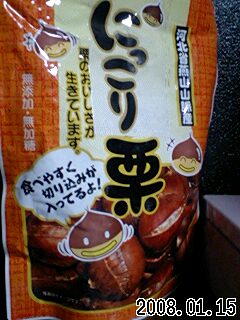 河北省燕山県産
にっこり栗
栗のおいしさが
生きています。
無添加・無加糖
食べやすく
切り込みが
入ってるよ!
2008.01.15